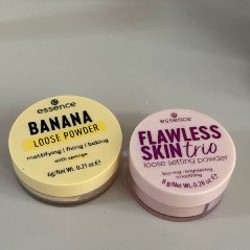 essence
BANANA
LOOSE POWDER
mattifying | fixing | baking
with sponge
6g/Net Wt. 0.21 oz.
essence
FLAWLESS
SKIN trio
loose setting powder
blurring | brightening
smoothing
8 g/Net Wt. 0.28 oz.